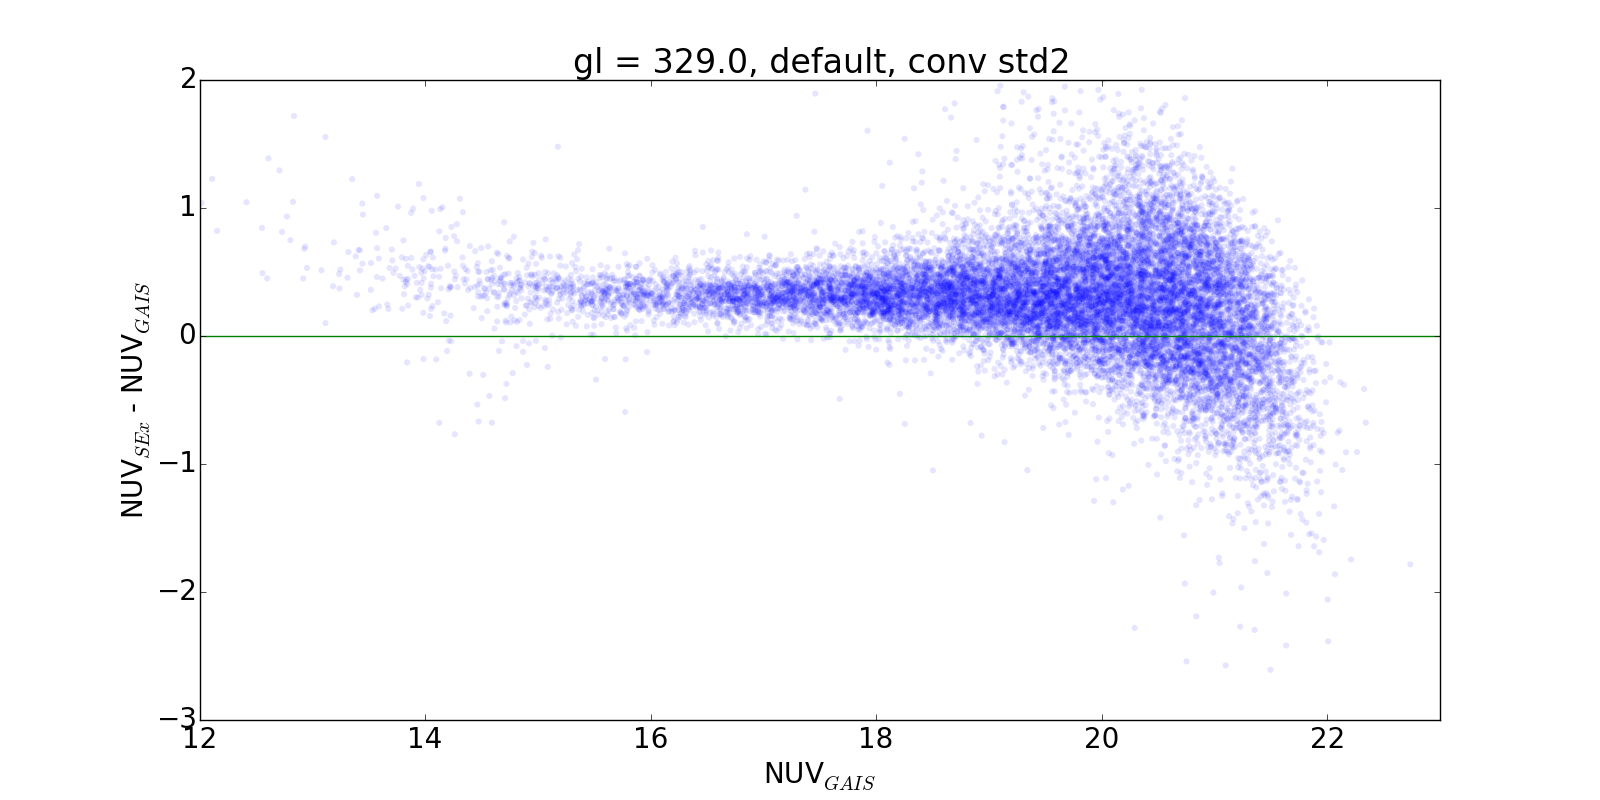 gl = 329.0, default, conv std2
2
1
0
−1
−2
−3
NUV_SEx - NUV_GAIS
12 14 16 18 20 22
NUV_GAIS